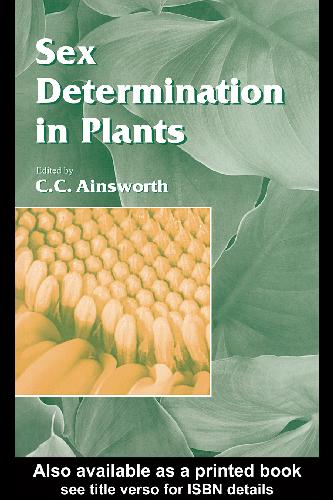 Sex
Determination
in Plants
Edited by
C.C. Ainsworth
Also available as a printed book
see title verso for ISBN details